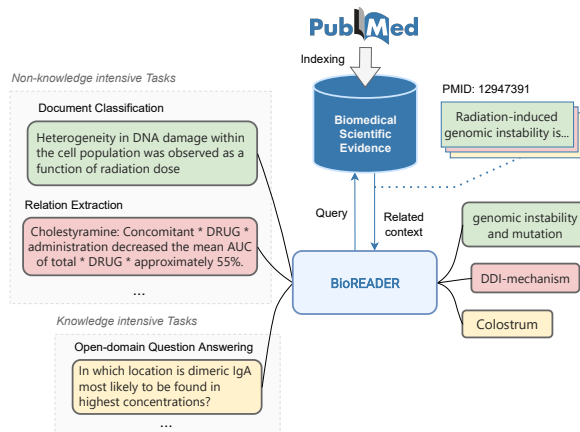 PubMed
Indexing
Non-knowledge intensive Tasks
Document Classification
Heterogeneity in DNA damage within
the cell population was observed as a
function of radiation dose
Relation Extraction
Cholestyramine: Concomitant * DRUG *
administration decreased the mean AUC
of total * DRUG * approximately 55%.
...
Knowledge intensive Tasks
Open-domain Question Answering
In which location is dimeric IgA
most likely to be found in
highest concentrations?
...
Biomedical
Scientific
Evidence
PMID: 12947391
Radiation-induced
genomic instability is...
Query
Related
context
BioREADER
genomic instability
and mutation
DDI-mechanism
Colostrum